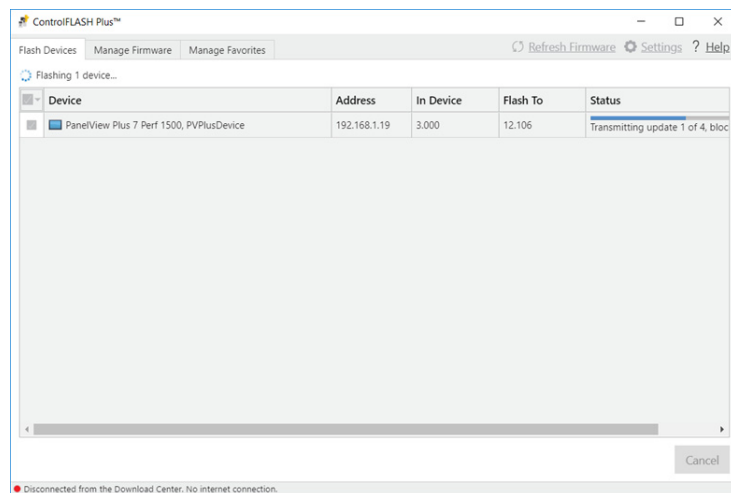 ControlFLASH Plus™
Flash Devices Manage Firmware Manage Favorites Refresh Firmware Settings ? Help
Flashing 1 device...
Device Address In Device Flash To Status
PanelView Plus 7 Perf 1500, PVPlusDevice 192.168.1.19 3.000 12.106 Transmitting update 1 of 4, bloc
Cancel
Disconnected from the Download Center. No internet connection.